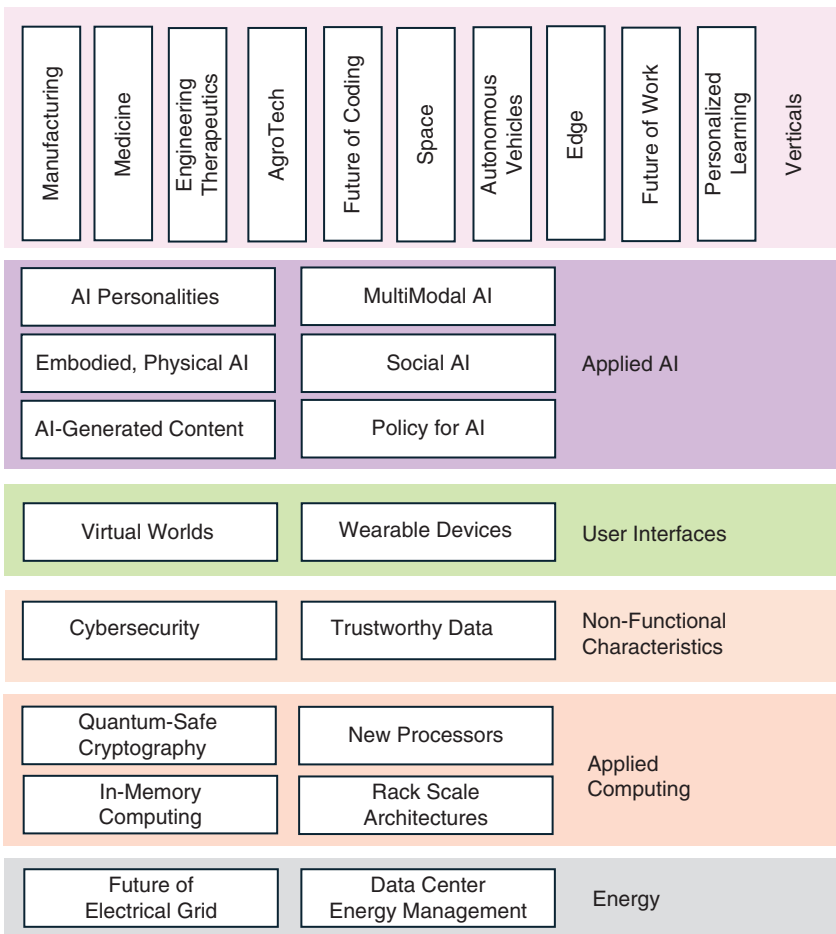 Manufacturing
Medicine
Engineering
Therapeutics
AgroTech
Future of Coding
Space
Autonomous
Vehicles
Edge
Future of Work
Personalized
Learning
Verticals
AI Personalities
MultiModal AI
Embodied, Physical AI
Social AI
Applied AI
AI-Generated Content
Policy for AI
Virtual Worlds
Wearable Devices
User Interfaces
Cybersecurity
Trustworthy Data
Non-Functional
Characteristics
Quantum-Safe
Cryptography
New Processors
In-Memory
Computing
Rack Scale
Architectures
Applied
Computing
Future of
Electrical Grid
Data Center
Energy Management
Energy